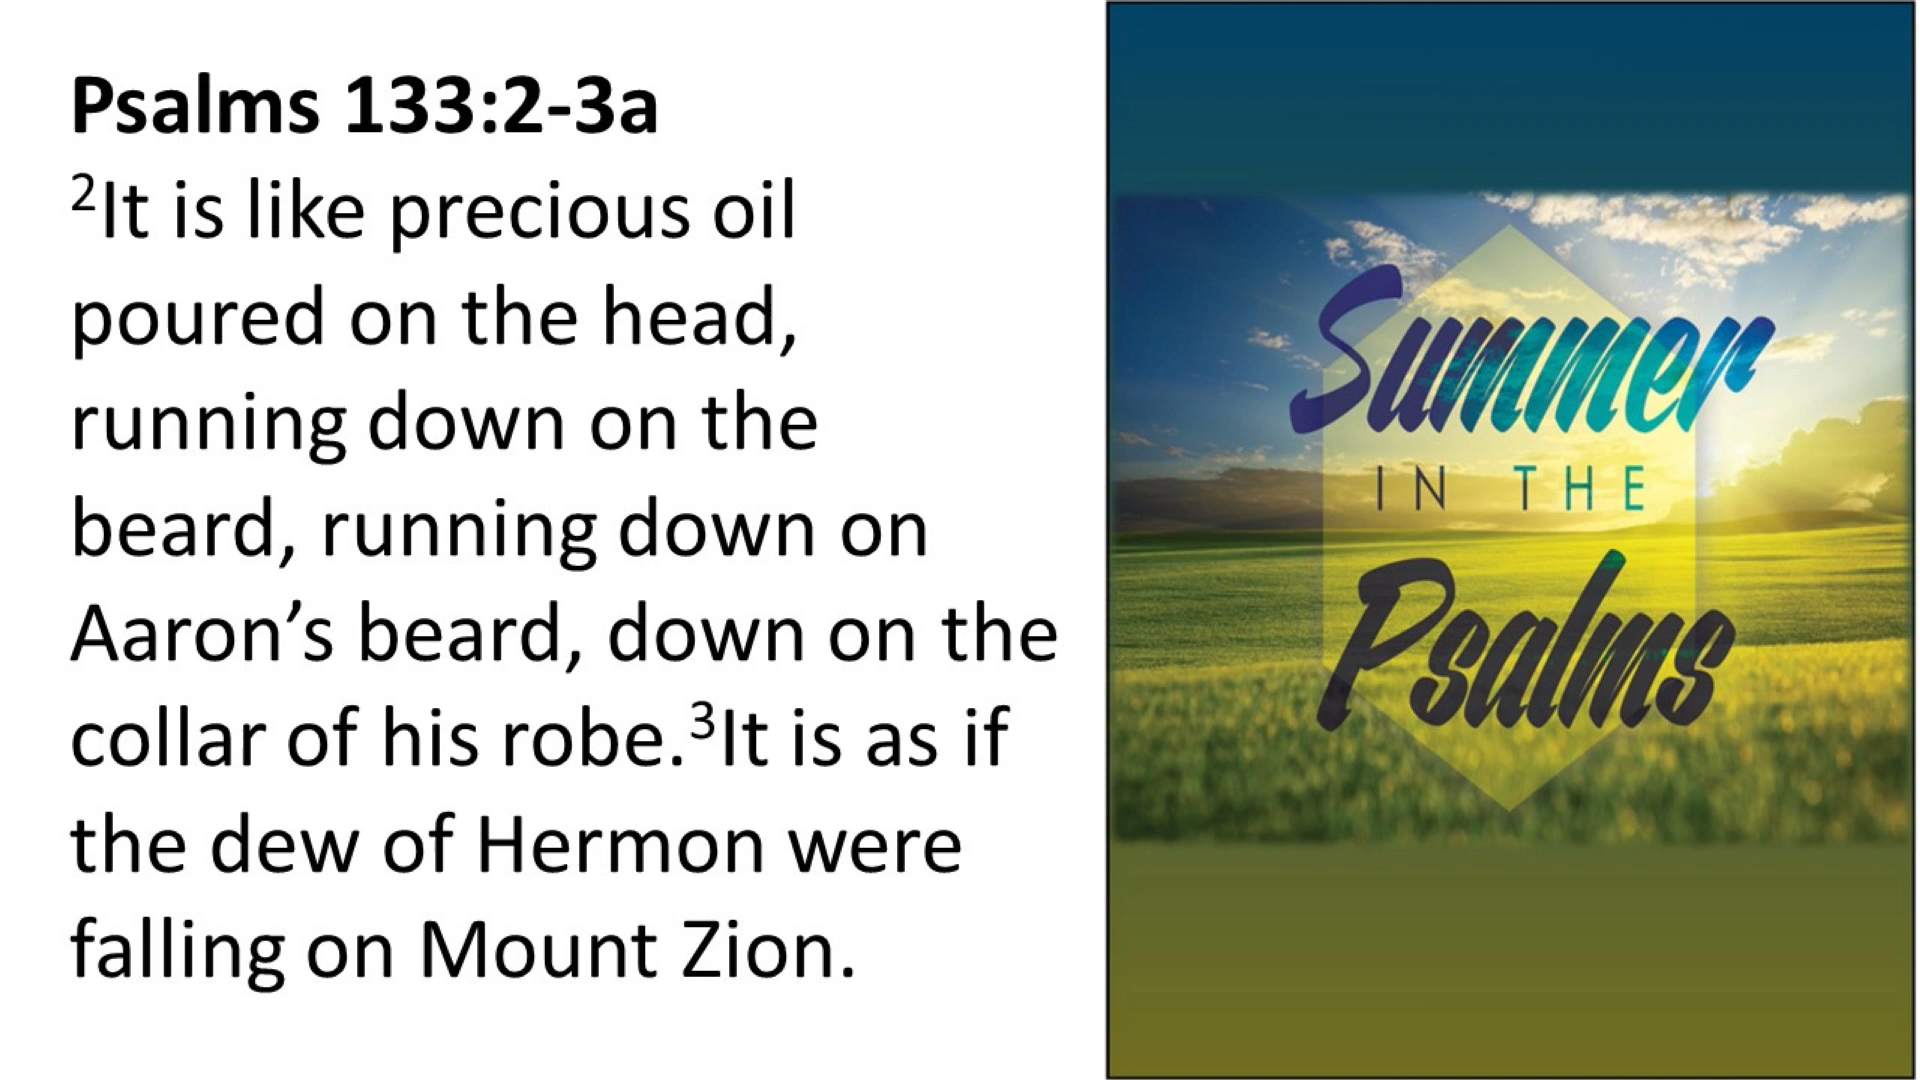 Psalms 133:2-3a
²It is like precious oil
poured on the head,
running down on the
beard, running down on
Aaron’s beard, down on the
collar of his robe.³It is as if
the dew of Hermon were
falling on Mount Zion.
Summer
IN THE
Psalms